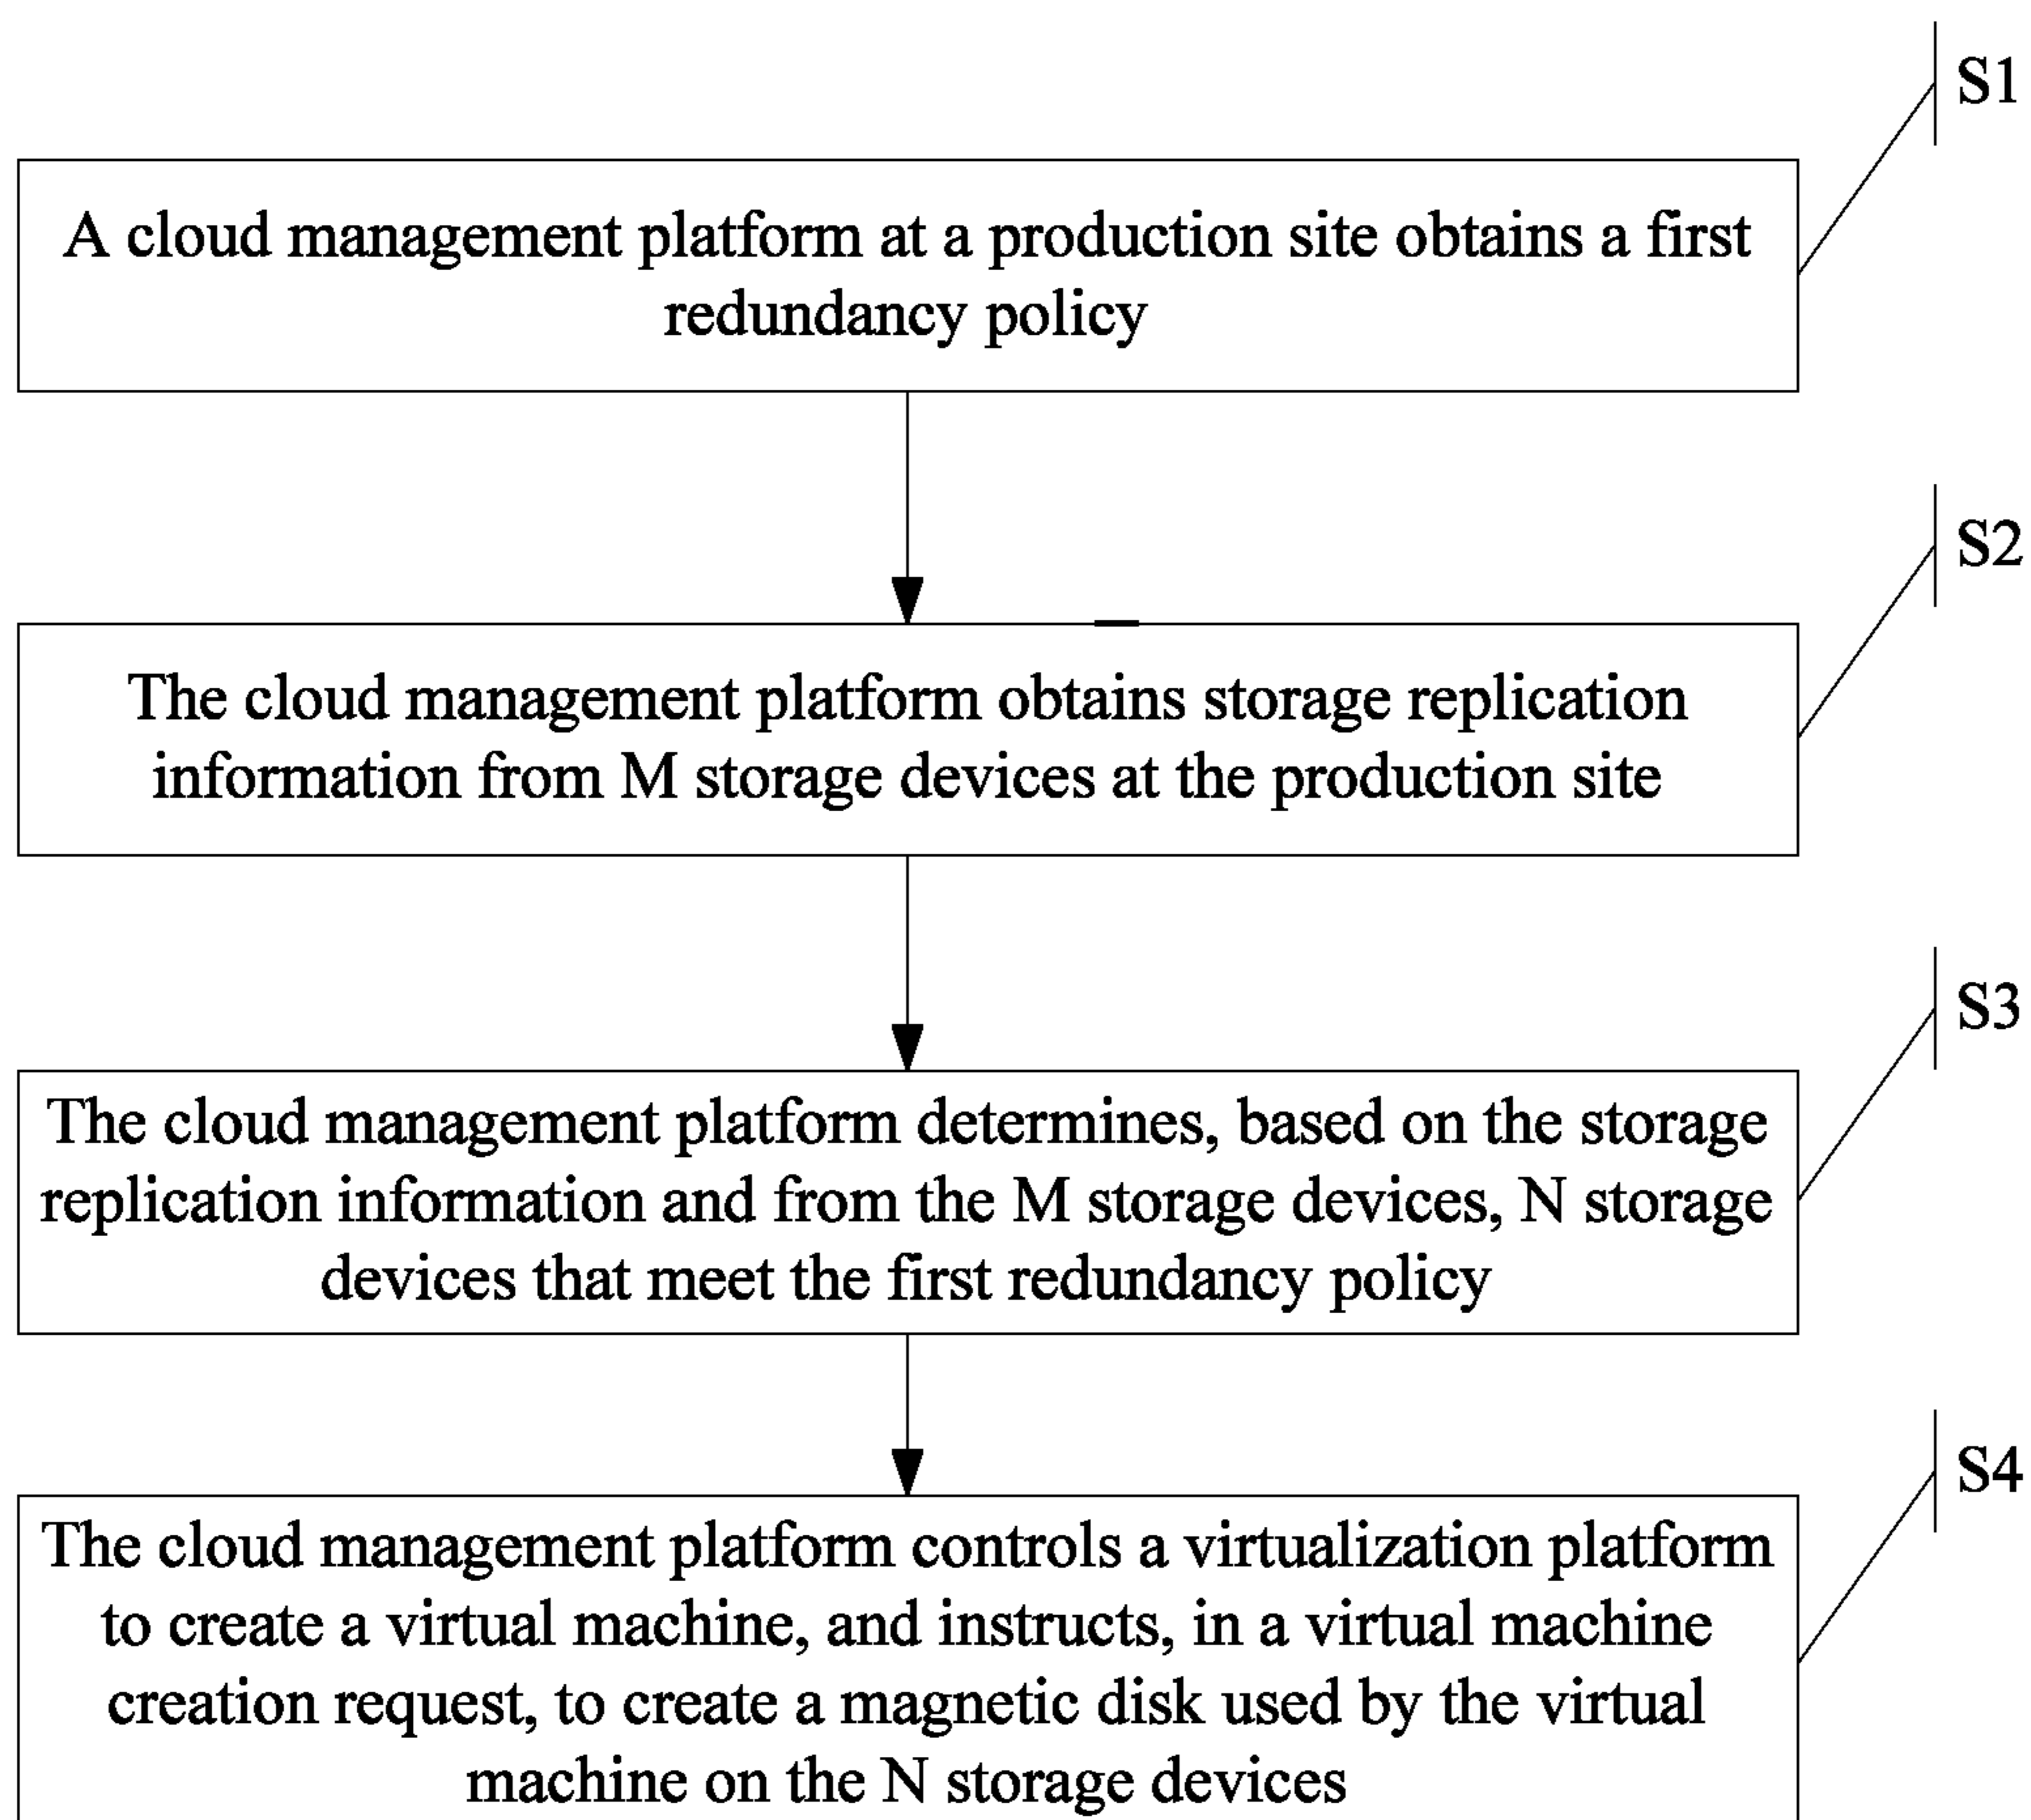 S1
A cloud management platform at a production site obtains a first
redundancy policy
S2
The cloud management platform obtains storage replication
information from M storage devices at the production site
S3
The cloud management platform determines, based on the storage
replication information and from the M storage devices, N storage
devices that meet the first redundancy policy
S4
The cloud management platform controls a virtualization platform
to create a virtual machine, and instructs, in a virtual machine
creation request, to create a magnetic disk used by the virtual
machine on the N storage devices